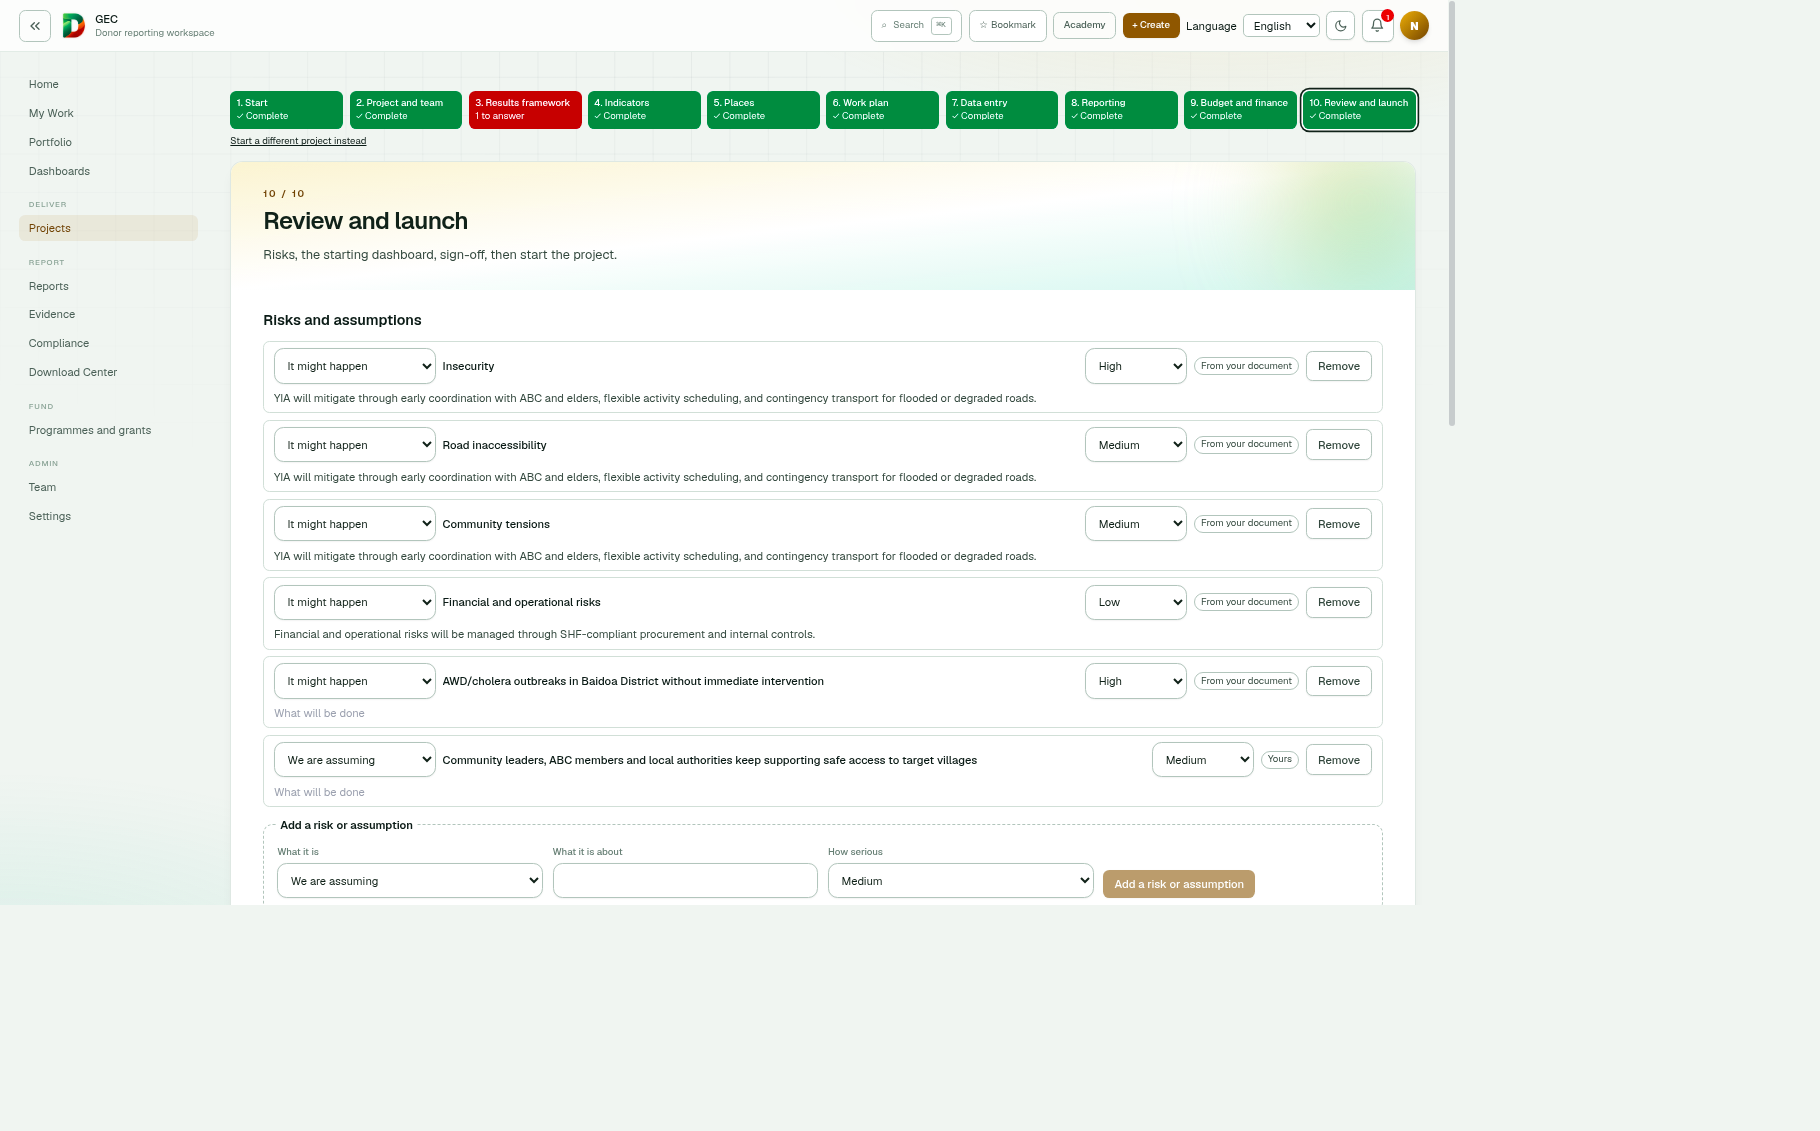 GEC
Donor reporting workspace
Search ⌘K
☆ Bookmark
Academy
+ Create
Language
English
1
N
Home
My Work
Portfolio
Dashboards
DELIVER
Projects
REPORT
Reports
Evidence
Compliance
Download Center
FUND
Programmes and grants
ADMIN
Team
Settings
1. Start
✓ Complete
2. Project and team
✓ Complete
3. Results framework
1 to answer
4. Indicators
✓ Complete
5. Places
✓ Complete
6. Work plan
✓ Complete
7. Data entry
✓ Complete
8. Reporting
✓ Complete
9. Budget and finance
✓ Complete
10. Review and launch
✓ Complete
Start a different project instead
10 / 10
Review and launch
Risks, the starting dashboard, sign-off, then start the project.
Risks and assumptions
It might happen Insecurity High From your document Remove
YIA will mitigate through early coordination with ABC and elders, flexible activity scheduling, and contingency transport for flooded or degraded roads.
It might happen Road inaccessibility Medium From your document Remove
YIA will mitigate through early coordination with ABC and elders, flexible activity scheduling, and contingency transport for flooded or degraded roads.
It might happen Community tensions Medium From your document Remove
YIA will mitigate through early coordination with ABC and elders, flexible activity scheduling, and contingency transport for flooded or degraded roads.
It might happen Financial and operational risks Low From your document Remove
Financial and operational risks will be managed through SHF-compliant procurement and internal controls.
It might happen AWD/cholera outbreaks in Baidoa District without immediate intervention High From your document Remove
What will be done
We are assuming Community leaders, ABC members and local authorities keep supporting safe access to target villages Medium Yours Remove
What will be done
Add a risk or assumption
What it is What it is about How serious
We are assuming Medium Add a risk or assumption